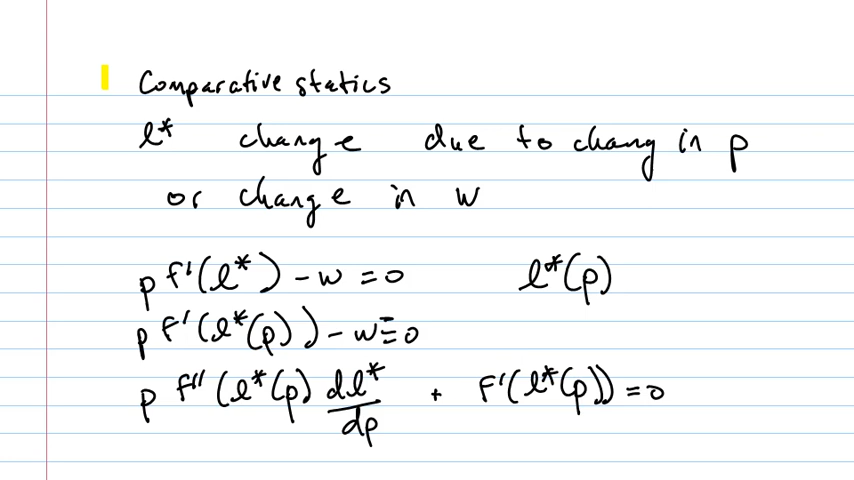 Comparative statics
l* change due to chang in p
or change in w
p f'(l*) - w = 0 l*(p)
p f'(l*(p)) - w ≡ 0
p f''(l*(p) dl*/dp + f'(l*(p)) = 0